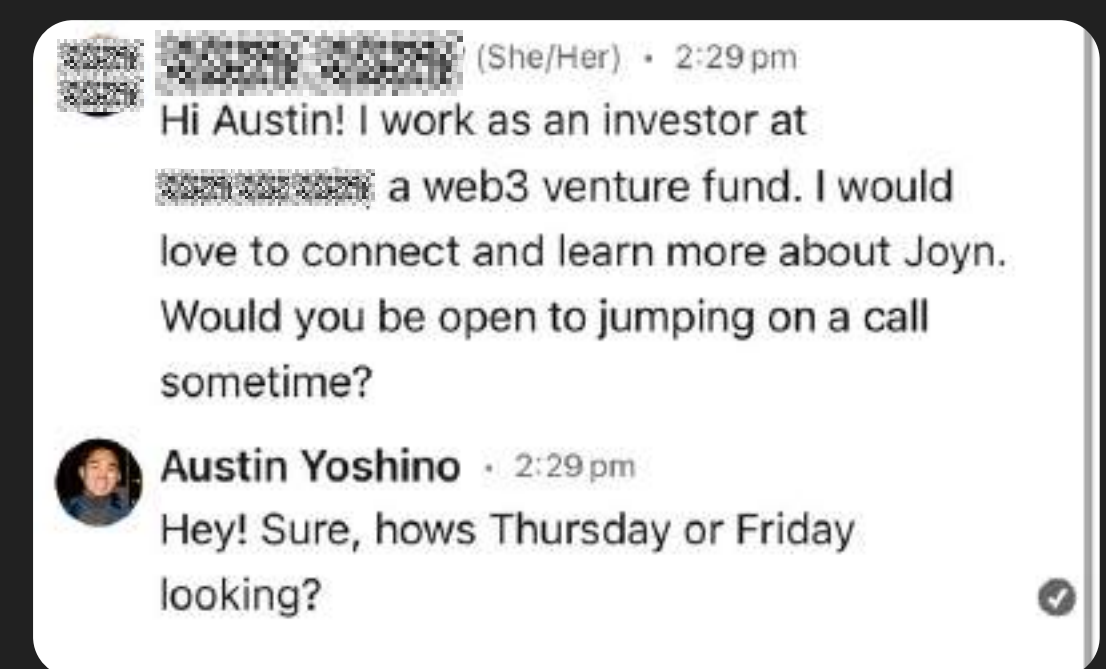 (She/Her) • 2:29 pm
Hi Austin! I work as an investor at
a web3 venture fund. I would
love to connect and learn more about Joyn.
Would you be open to jumping on a call
sometime?
Austin Yoshino • 2:29 pm
Hey! Sure, hows Thursday or Friday
looking?